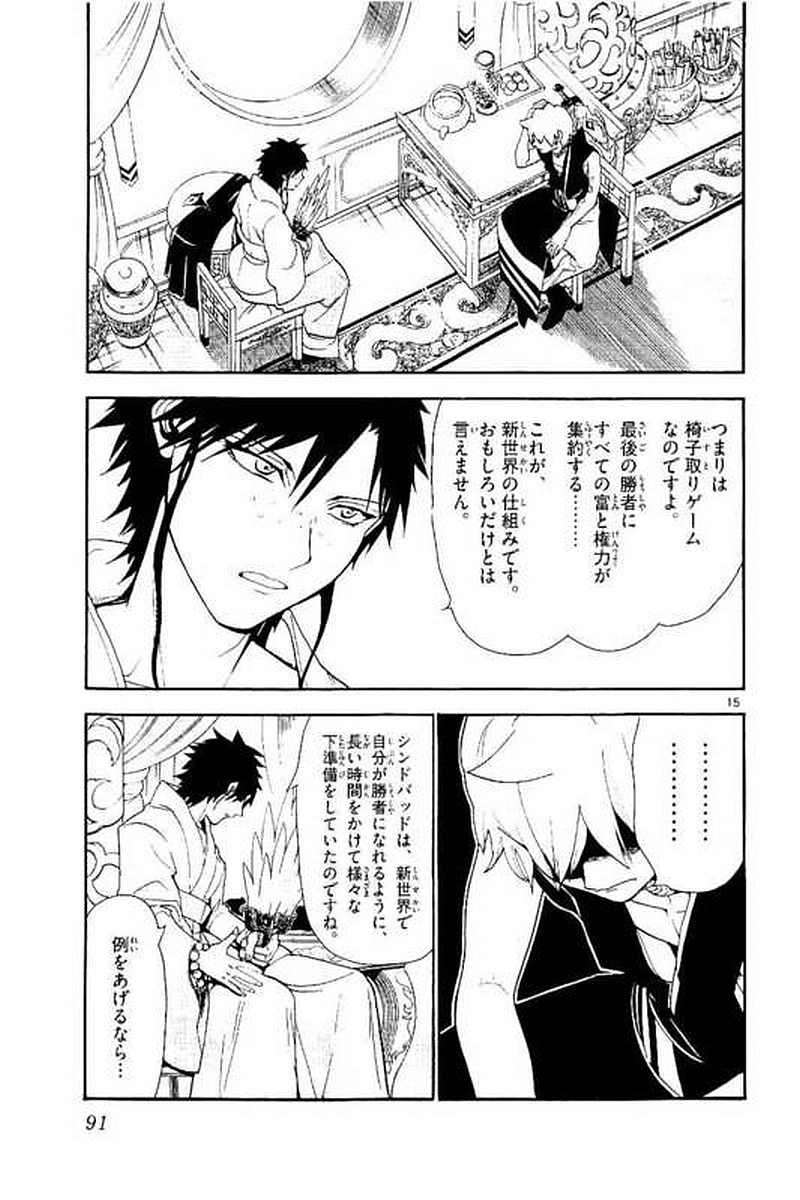 つまりは
椅子取りゲーム
なのですよ。
最後の勝者に
すべての富と権力が
集約する………
これが、
新世界の仕組みです。
おもしろいだけとは
言えません。
15
………
………
シンドバッドは、新世界で
自分が勝者になれるように、
長い時間をかけて様々な
下準備をしていたのですね。
例をあげるなら…
91